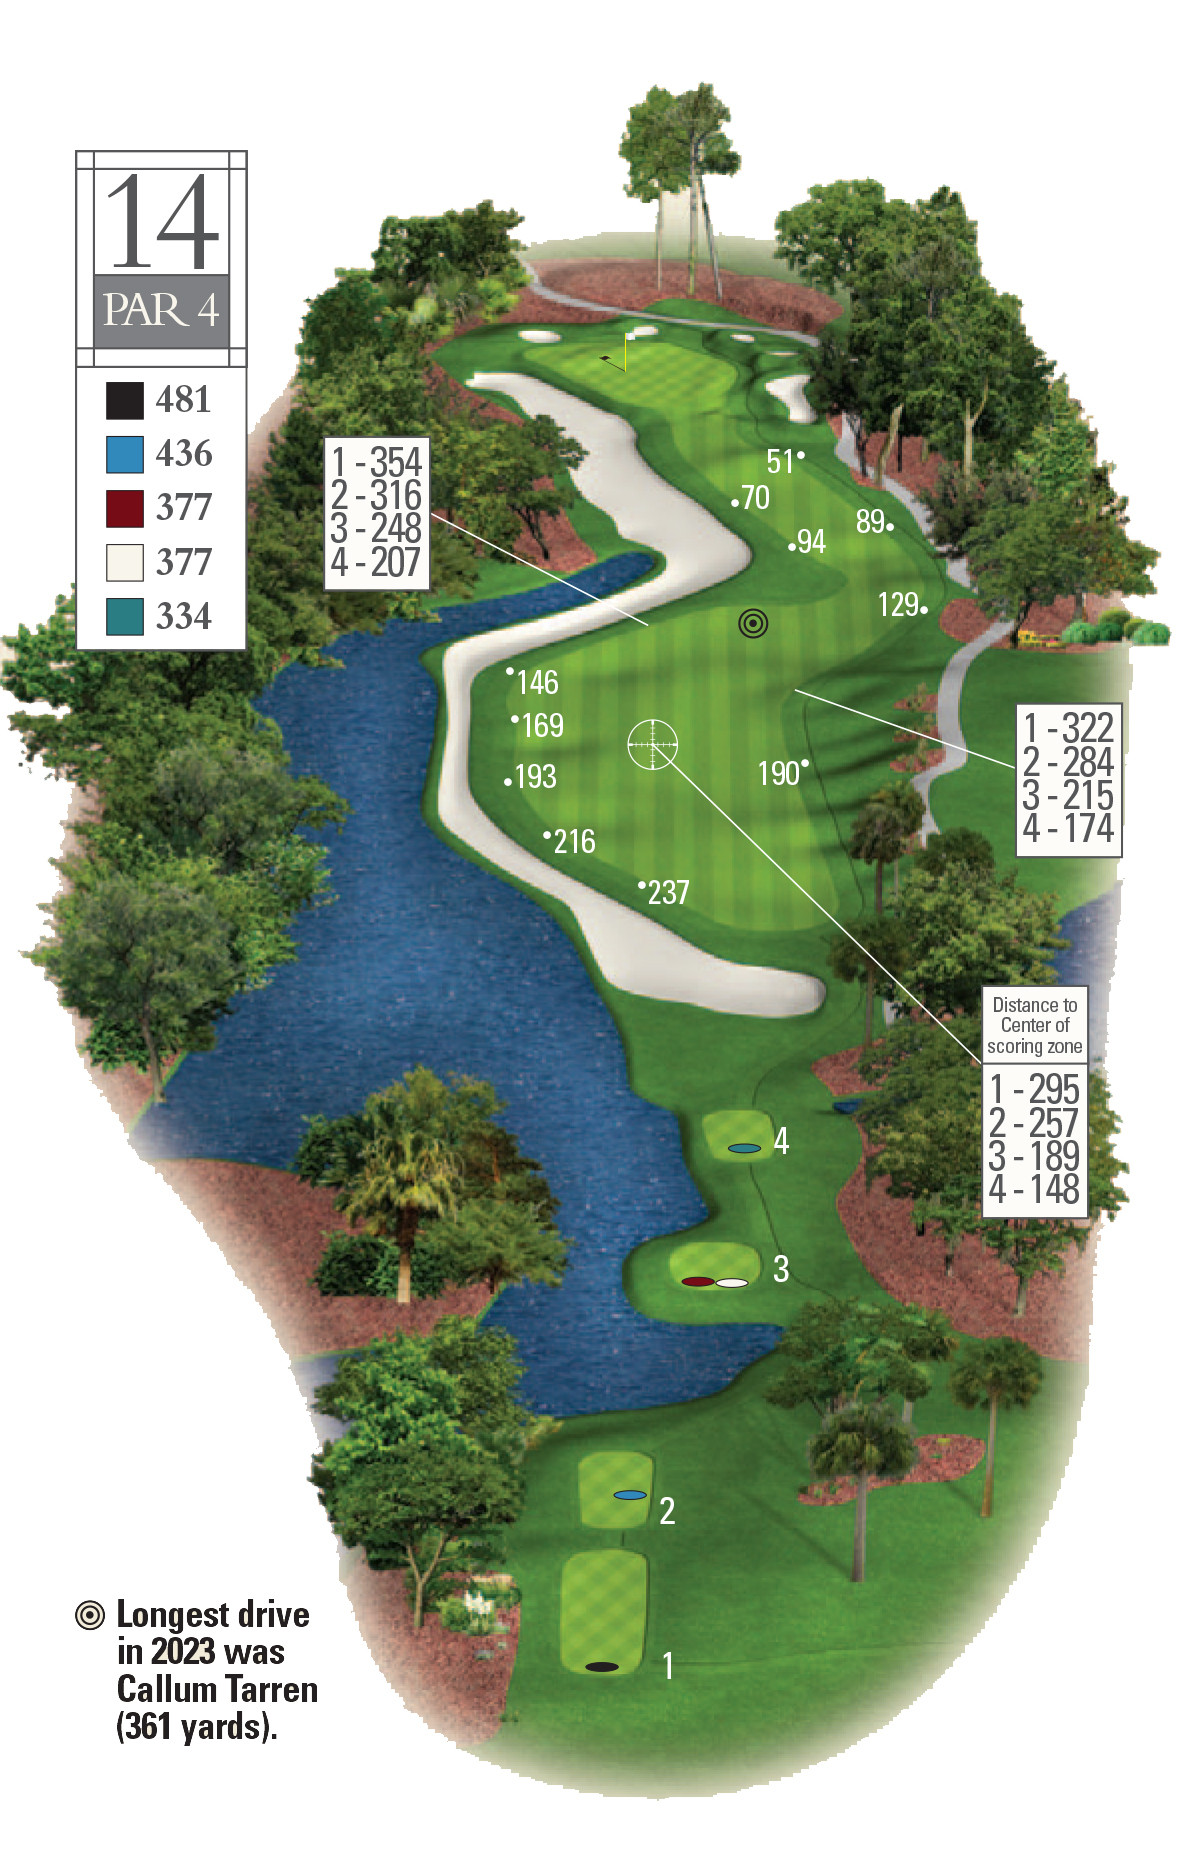 14
PAR 4
481
436
377
377
334
1 - 354
2 - 316
3 - 248
4 - 207
51
70
89
94
129
146
169
193
190
216
237
1 - 322
2 - 284
3 - 215
4 - 174
Distance to
Center of
scoring zone
1 - 295
2 - 257
3 - 189
4 - 148
4
3
2
1
Longest drive
in 2023 was
Callum Tarren
(361 yards).